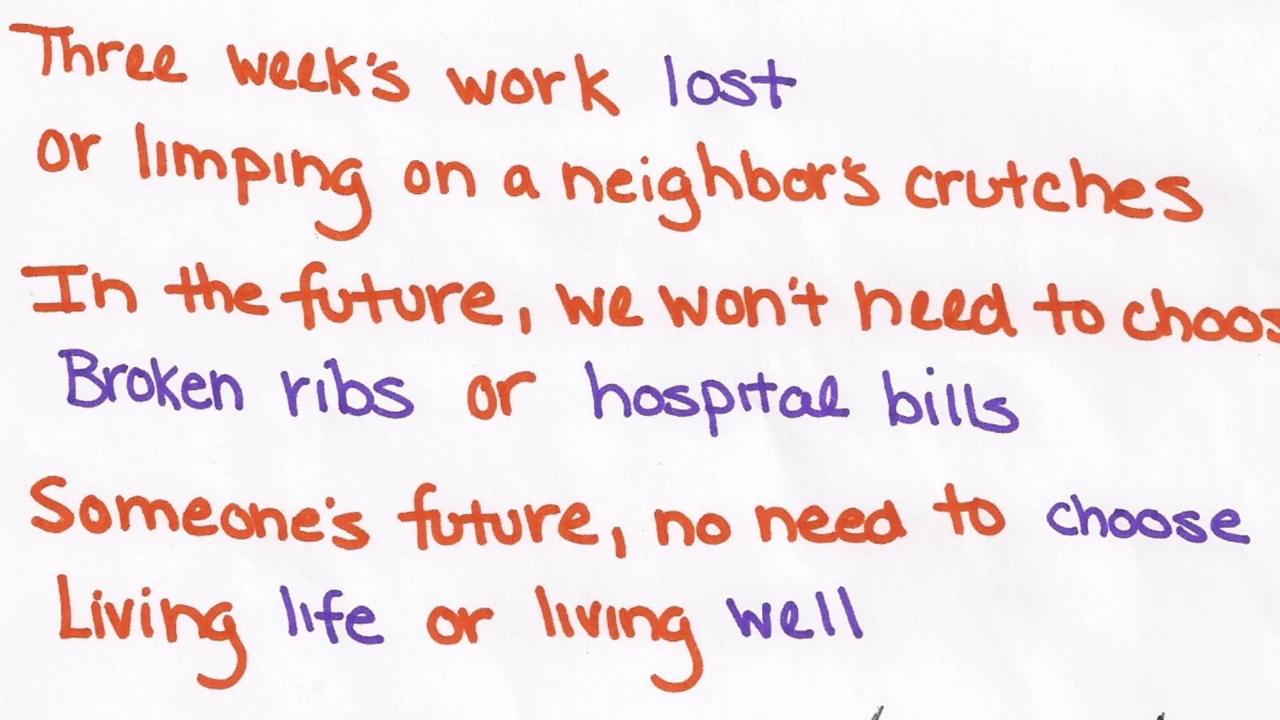 Three week's work lost
or limping on a neighbor's crutches
In the future, we won't need to choos
Broken ribs or hospital bills
Someone's future, no need to choose
Living life or living well